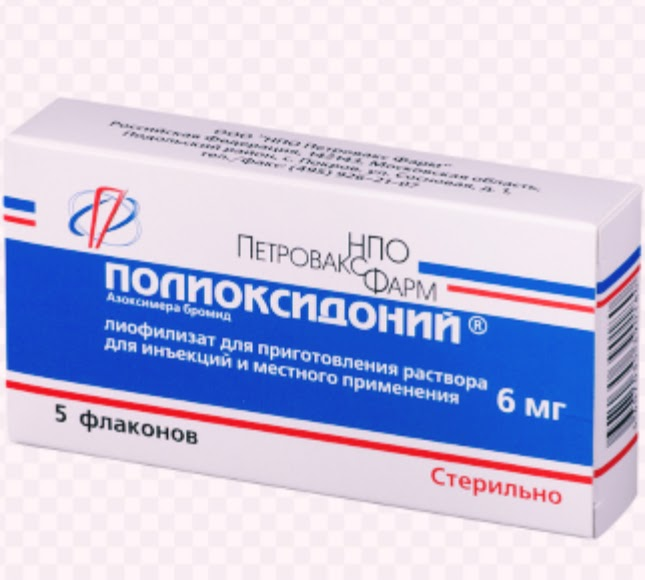 ООО "НПО Петровакс Фарм"
Российская Федерация, 142143, Московская область,
Подольский район, с. Покров, ул. Сосновая, д. 1,
тел./факс (495) 926-21-07
НПО
ПЕТРОВАКС
ФАРМ
ПОЛИОКСИДОНИЙ®
Азоксимера бромид
лиофилизат для приготовления раствора
для инъекций и местного применения
6 мг
5 флаконов
Стерильно